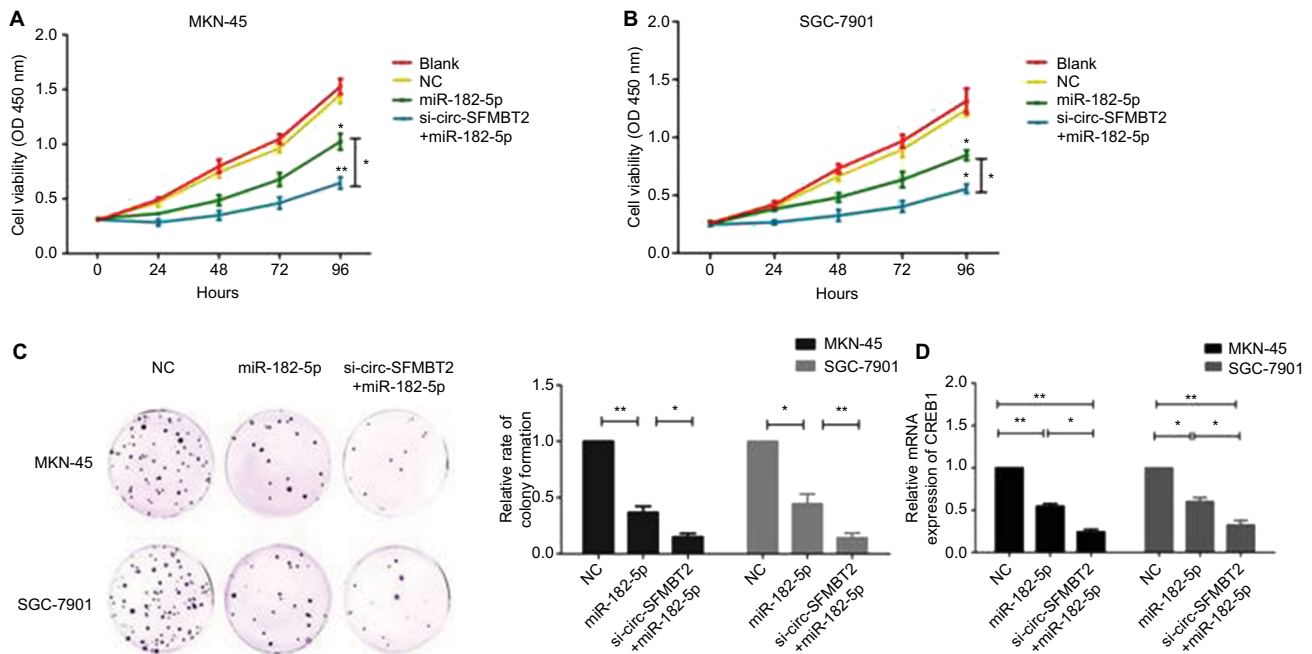 A
MKN-45
Cell viability (OD 450 nm)
2.0
1.5
1.0
0.5
0.0
0 24 48 72 96
Hours
Blank
NC
miR-182-5p
si-circ-SFMBT2
+miR-182-5p
*
**
*
B
SGC-7901
Cell viability (OD 450 nm)
2.0
1.5
1.0
0.5
0.0
0 24 48 72 96
Hours
Blank
NC
miR-182-5p
si-circ-SFMBT2
+miR-182-5p
*
*
*
C
NC miR-182-5p si-circ-SFMBT2
+miR-182-5p
MKN-45
SGC-7901
MKN-45
SGC-7901
Relative rate of
colony formation
1.5
1.0
0.5
0.0
** * * **
NC
miR-182-5p
si-circ-SFMBT2
+miR-182-5p
NC
miR-182-5p
si-circ-SFMBT2
+miR-182-5p
D
MKN-45
SGC-7901
Relative mRNA
expression of CREB1
2.0
1.5
1.0
0.5
0.0
** **
** * * *
NC
miR-182-5p
si-circ-SFMBT2
+miR-182-5p
NC
miR-182-5p
si-circ-SFMBT2
+miR-182-5p